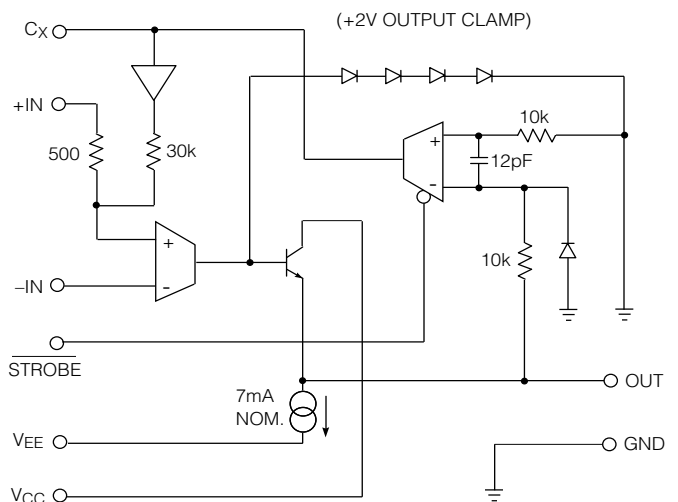 (+2V OUTPUT CLAMP)
CX
+IN
500
30k
10k
+
12pF
-
+
10k
–IN
-
STROBE
7mA
NOM.
OUT
VEE
GND
VCC